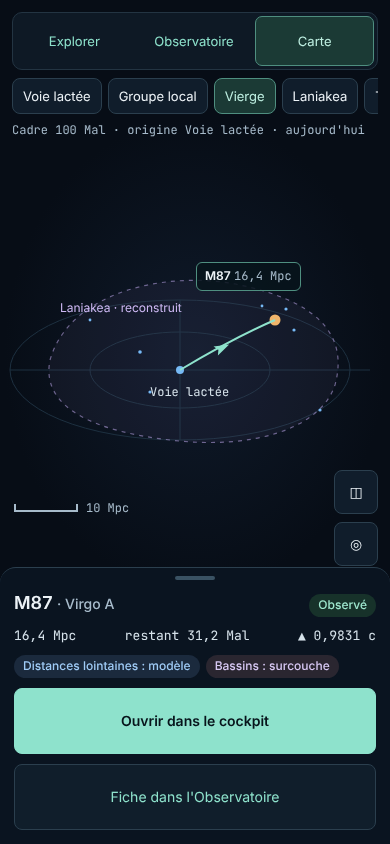 Explorer Observatoire Carte
Voie lactée Groupe local Vierge Laniakea
Cadre 100 Mal · origine Voie lactée · aujourd'hui
M87 16,4 Mpc
Laniakea · reconstruit
Voie lactée
10 Mpc
M87 · Virgo A Observé
16,4 Mpc restant 31,2 Mal ▲ 0,9831 c
Distances lointaines : modèle Bassins : surcouche
Ouvrir dans le cockpit
Fiche dans l'Observatoire